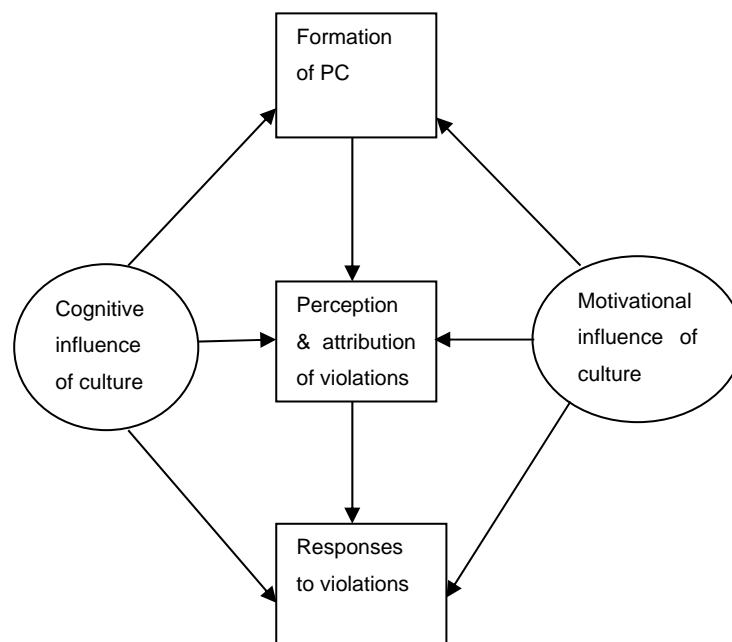 Formation
of PC
Cognitive
influence
of culture
Perception
& attribution
of violations
Motivational
influence of
culture
Responses
to violations